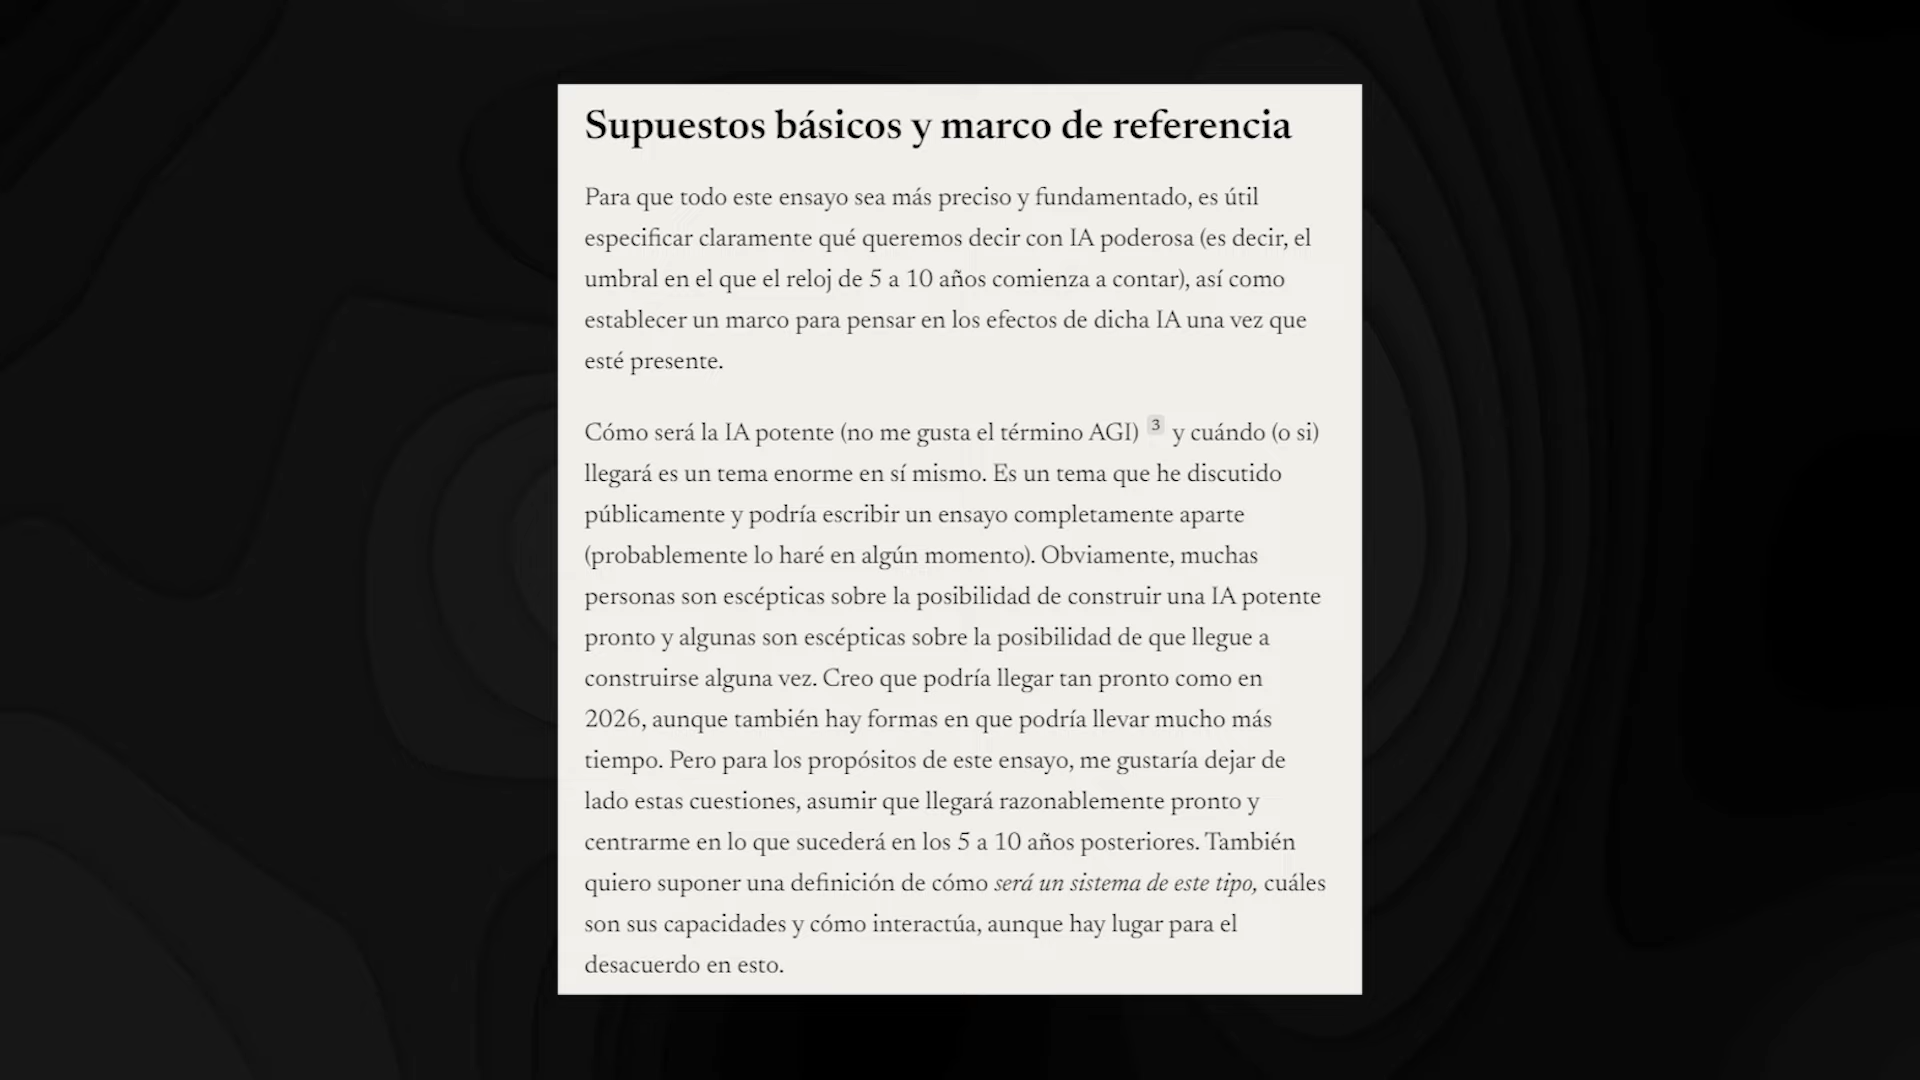 Supuestos básicos y marco de referencia
Para que todo este ensayo sea más preciso y fundamentado, es útil
especificar claramente qué queremos decir con IA poderosa (es decir, el
umbral en el que el reloj de 5 a 10 años comienza a contar), así como
establecer un marco para pensar en los efectos de dicha IA una vez que
esté presente.
Cómo será la IA potente (no me gusta el término AGI) 3 y cuándo (o si)
llegará es un tema enorme en sí mismo. Es un tema que he discutido
públicamente y podría escribir un ensayo completamente aparte
(probablemente lo haré en algún momento). Obviamente, muchas
personas son escépticas sobre la posibilidad de construir una IA potente
pronto y algunas son escépticas sobre la posibilidad de que llegue a
construirse alguna vez. Creo que podría llegar tan pronto como en
2026, aunque también hay formas en que podría llevar mucho más
tiempo. Pero para los propósitos de este ensayo, me gustaría dejar de
lado estas cuestiones, asumir que llegará razonablemente pronto y
centrarme en lo que sucederá en los 5 a 10 años posteriores. También
quiero suponer una definición de cómo será un sistema de este tipo, cuáles
son sus capacidades y cómo interactúa, aunque hay lugar para el
desacuerdo en esto.